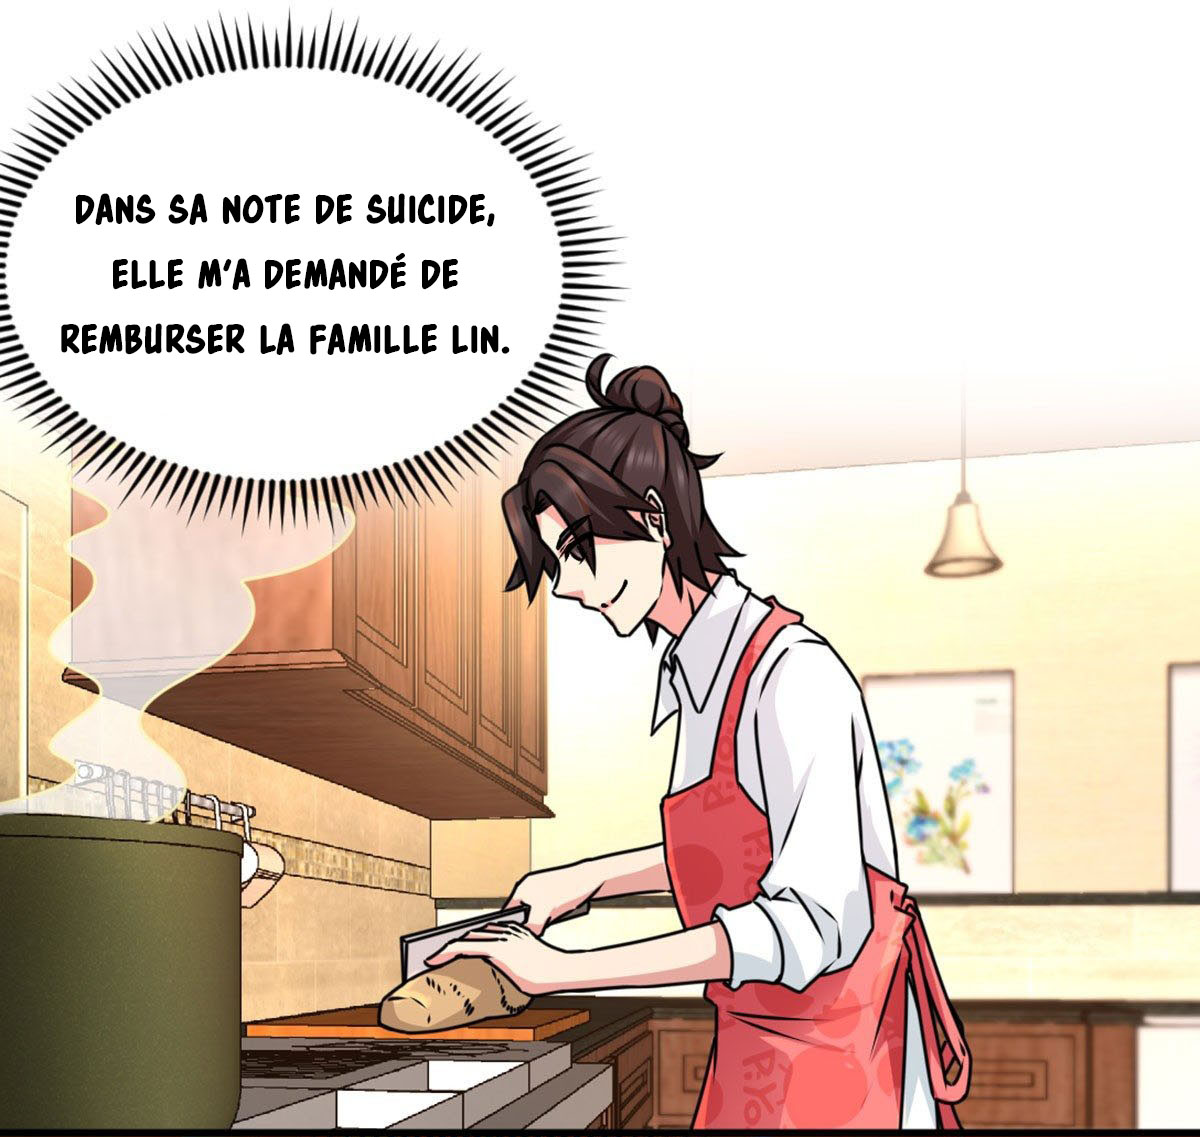 DANS SA NOTE DE SUICIDE,
ELLE M'A DEMANDÉ DE
REMBURSER LA FAMILLE LIN.